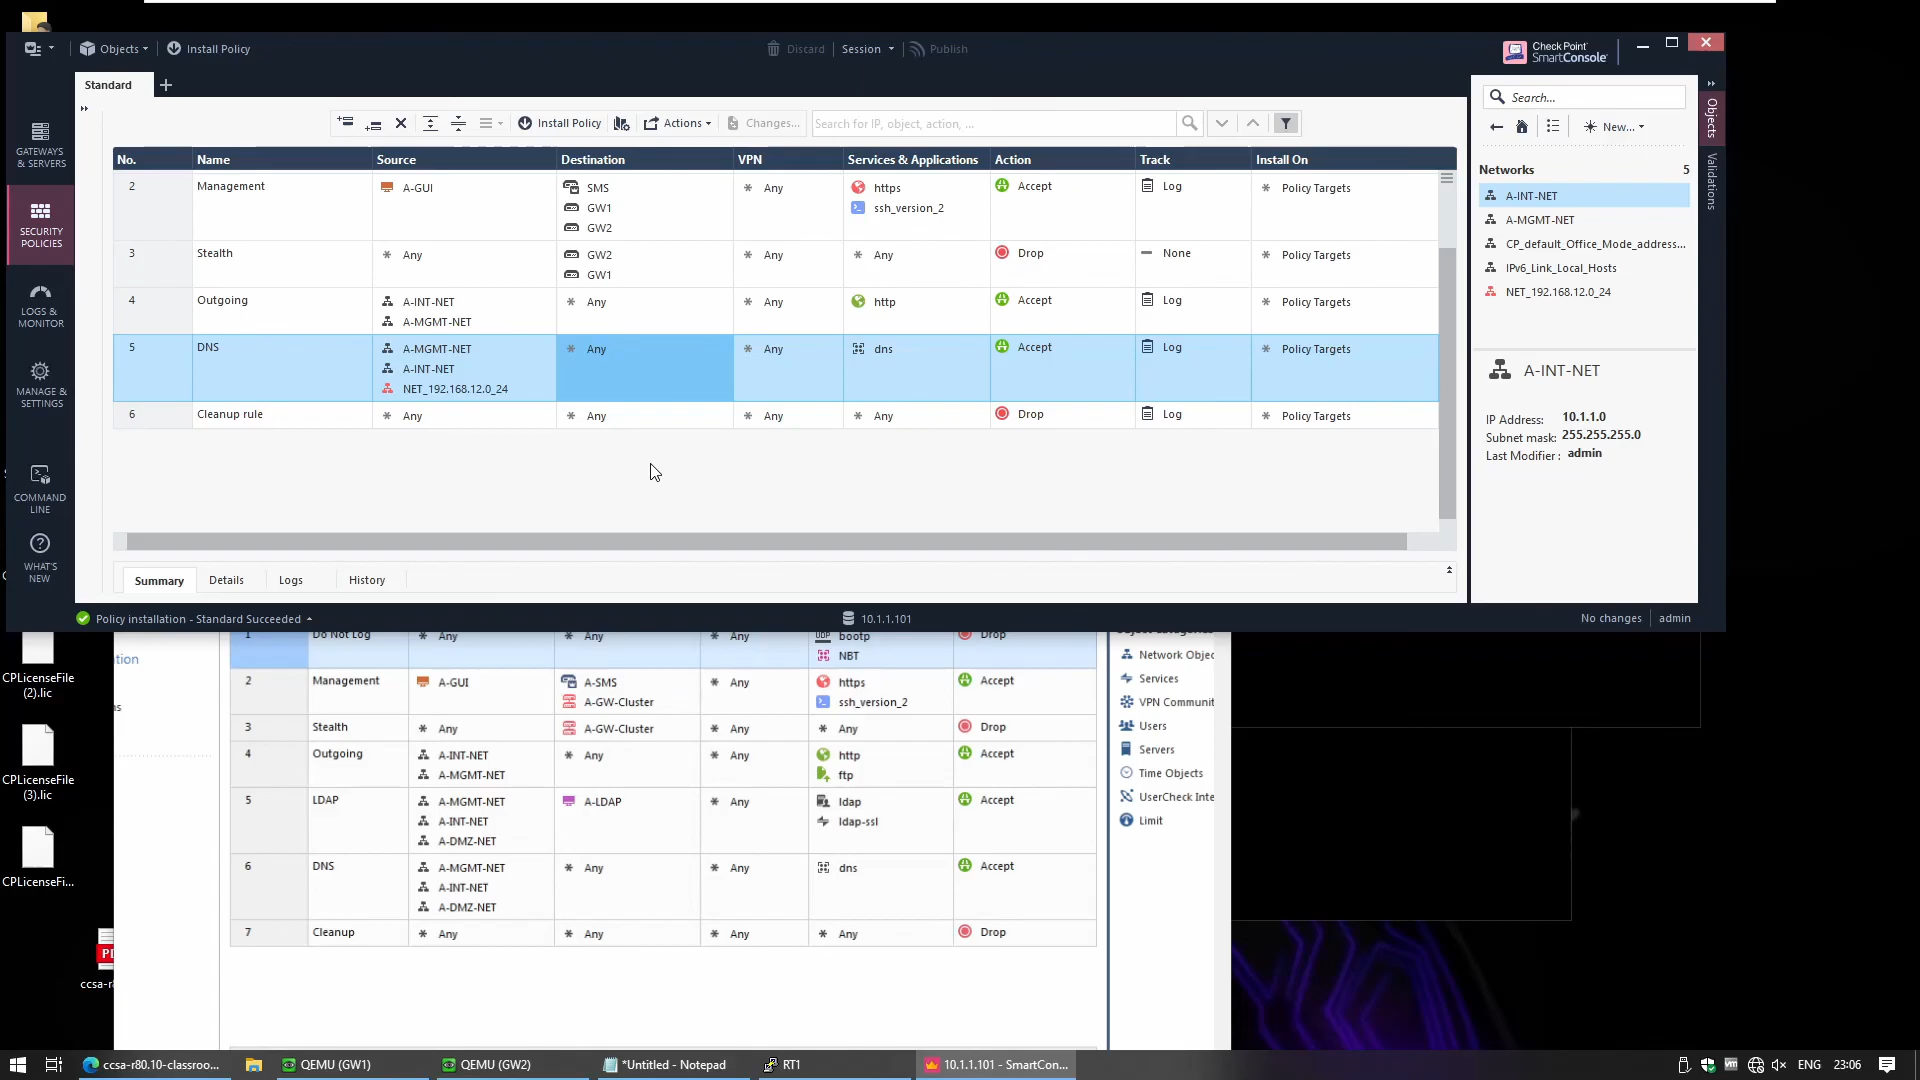 Objects
Install Policy
Discard
Session
Publish
Check Point
SmartConsole
Standard
Install Policy
Actions
Changes...
Search for IP, object, action, ...
No. Name Source Destination VPN Services & Applications Action Track Install On
2 Management A-GUI SMS Any https Accept Log Policy Targets
GW1 ssh_version_2
GW2
3 Stealth Any GW2 Any Any Drop None Policy Targets
GW1
4 Outgoing A-INT-NET Any Any http Accept Log Policy Targets
A-MGMT-NET
5 DNS A-MGMT-NET Any Any dns Accept Log Policy Targets
A-INT-NET
NET_192.168.12.0_24
6 Cleanup rule Any Any Any Any Drop Log Policy Targets
Summary Details Logs History
GATEWAYS
& SERVERS
SECURITY
POLICIES
LOGS &
MONITOR
MANAGE &
SETTINGS
COMMAND
LINE
WHAT'S
NEW
Search...
New...
Networks 5
A-INT-NET
A-MGMT-NET
CP_default_Office_Mode_address...
IPv6_Link_Local_Hosts
NET_192.168.12.0_24
A-INT-NET
IP Address: 10.1.1.0
Subnet mask: 255.255.255.0
Last Modifier : admin
Objects
Validations
Policy installation - Standard Succeeded
10.1.1.101
No changes
admin
1 Do Not Log Any Any Any bootp Drop
NBT
2 Management A-GUI A-SMS Any https Accept
A-GW-Cluster ssh_version_2
3 Stealth Any A-GW-Cluster Any Any Drop
4 Outgoing A-INT-NET Any Any http Accept
A-MGMT-NET ftp
5 LDAP A-MGMT-NET A-LDAP Any ldap Accept
A-INT-NET ldap-ssl
A-DMZ-NET
6 DNS A-MGMT-NET Any Any dns Accept
A-INT-NET
A-DMZ-NET
7 Cleanup Any Any Any Any Drop
Network Objec
Services
VPN Communit
Users
Servers
Time Objects
UserCheck Inte
Limit
tion
CPLicenseFile
(2).lic
CPLicenseFile
(3).lic
CPLicenseFi...
ccsa-r8
ccsa-r80.10-classroo...
QEMU (GW1)
QEMU (GW2)
*Untitled - Notepad
RT1
10.1.1.101 - SmartCon...
ENG
23:06